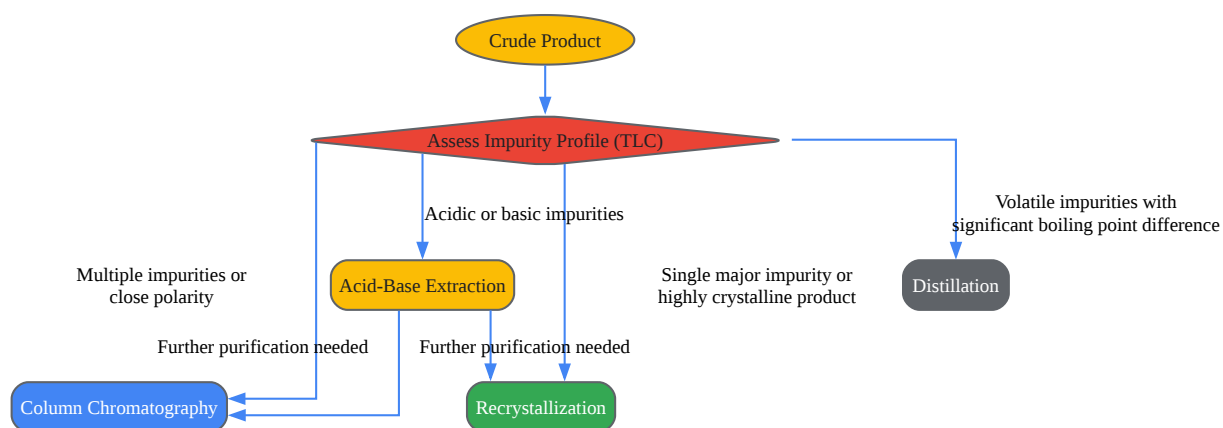 Crude Product
Assess Impurity Profile (TLC)
Volatile impurities with
significant boiling point difference
Acidic or basic impurities
Multiple impurities or
close polarity
Acid-Base Extraction
Single major impurity or
highly crystalline product
Distillation
Further purification needed
Further purification needed
Column Chromatography
Recrystallization